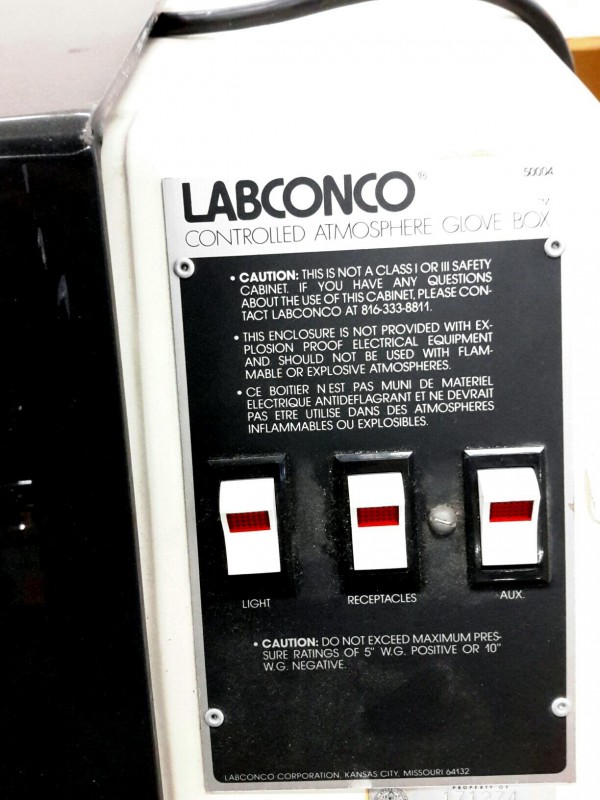 LABCONCO® 50004
CONTROLLED ATMOSPHERE GLOVE BOX
• CAUTION: THIS IS NOT A CLASS I OR III SAFETY
CABINET. IF YOU HAVE ANY QUESTIONS
ABOUT THE USE OF THIS CABINET, PLEASE CON-
TACT LABCONCO AT 816-333-8811.
• THIS ENCLOSURE IS NOT PROVIDED WITH EX-
PLOSION PROOF ELECTRICAL EQUIPMENT
AND SHOULD NOT BE USED WITH FLAM-
MABLE OR EXPLOSIVE ATMOSPHERES.
• CE BOITIER N'EST PAS MUNI DE MATERIEL
ELECTRIQUE ANTIDEFLAGRANT ET NE DEVRAIT
PAS ETRE UTILISE DANS DES ATMOSPHERES
INFLAMMABLES OU EXPLOSIBLES.
LIGHT RECEPTACLES AUX.
• CAUTION: DO NOT EXCEED MAXIMUM PRES-
SURE RATINGS OF 5" W.G. POSITIVE OR 10"
W.G. NEGATIVE.
LABCONCO CORPORATION, KANSAS CITY, MISSOURI 64132
PROPERTY OF